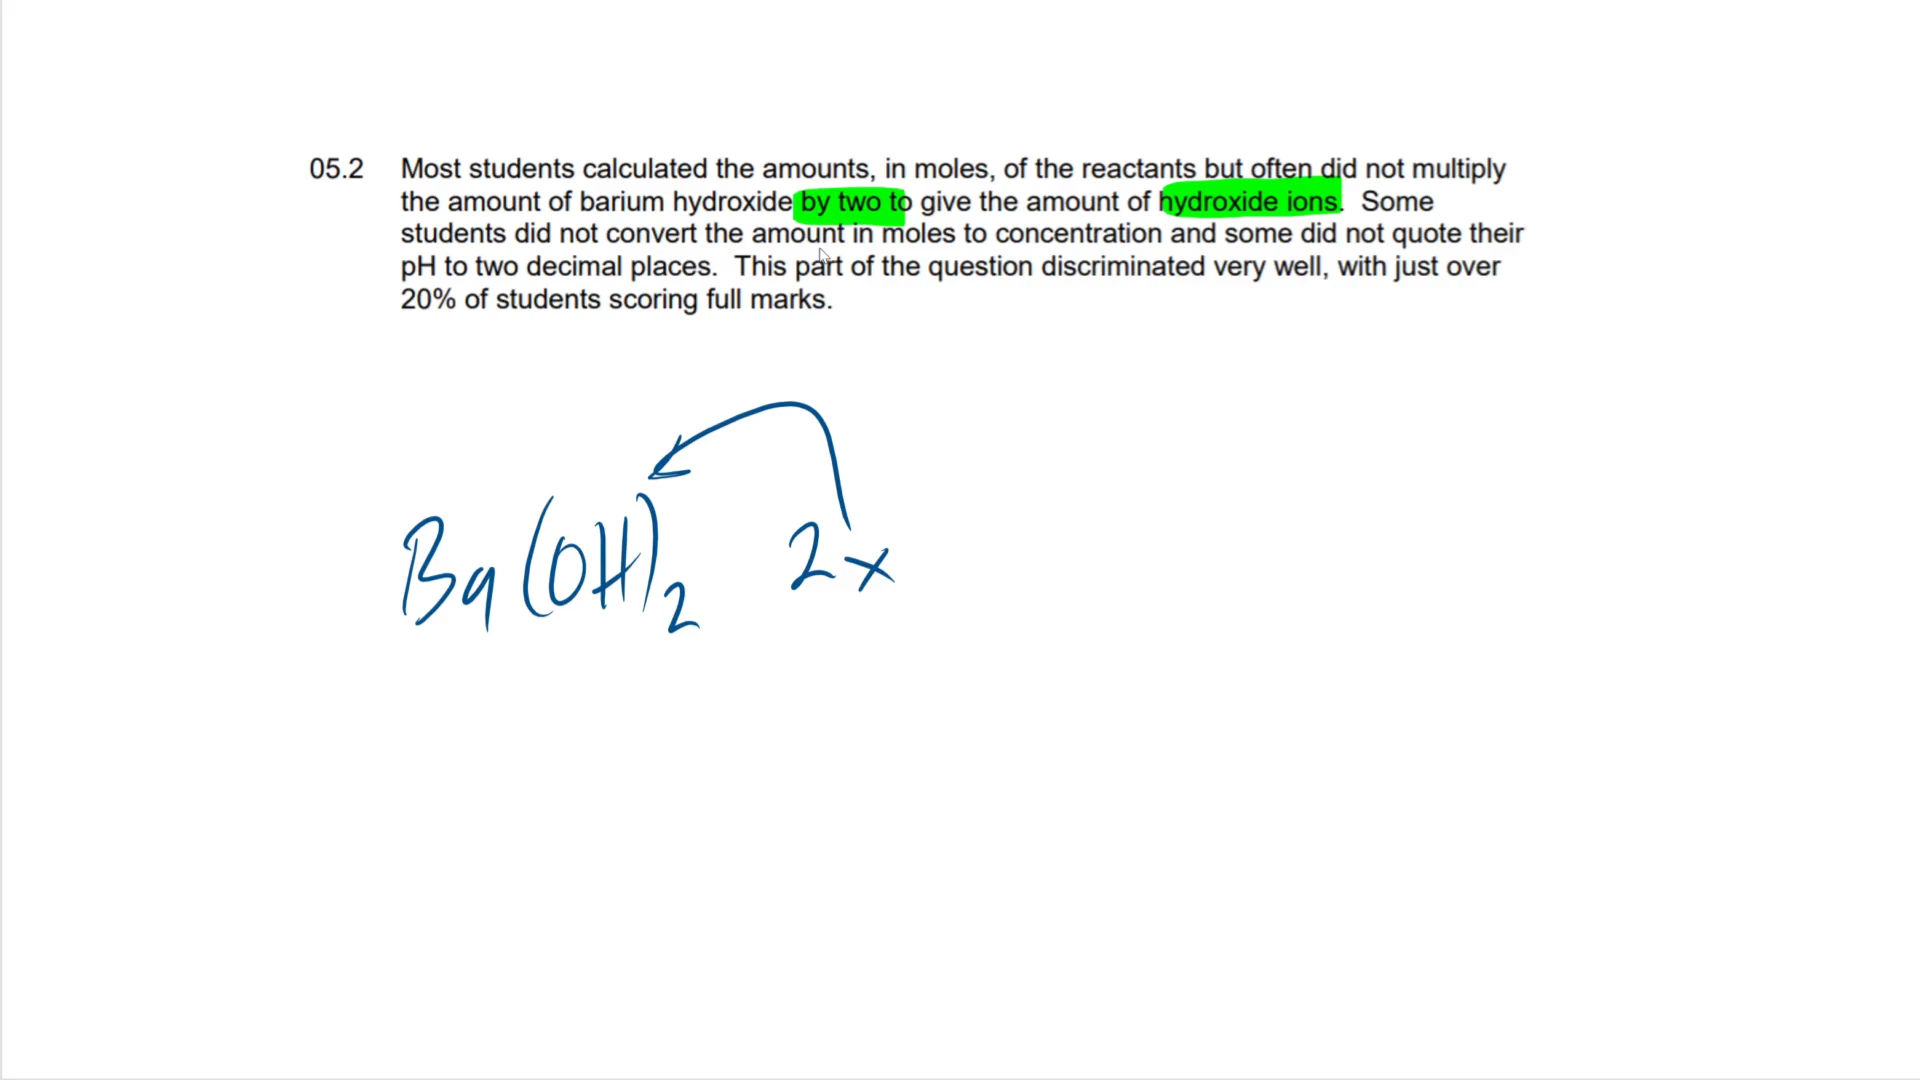 05.2 Most students calculated the amounts, in moles, of the reactants but often did not multiply
the amount of barium hydroxide by two to give the amount of hydroxide ions. Some
students did not convert the amount in moles to concentration and some did not quote their
pH to two decimal places. This part of the question discriminated very well, with just over
20% of students scoring full marks.
Ba(OH)₂ 2x